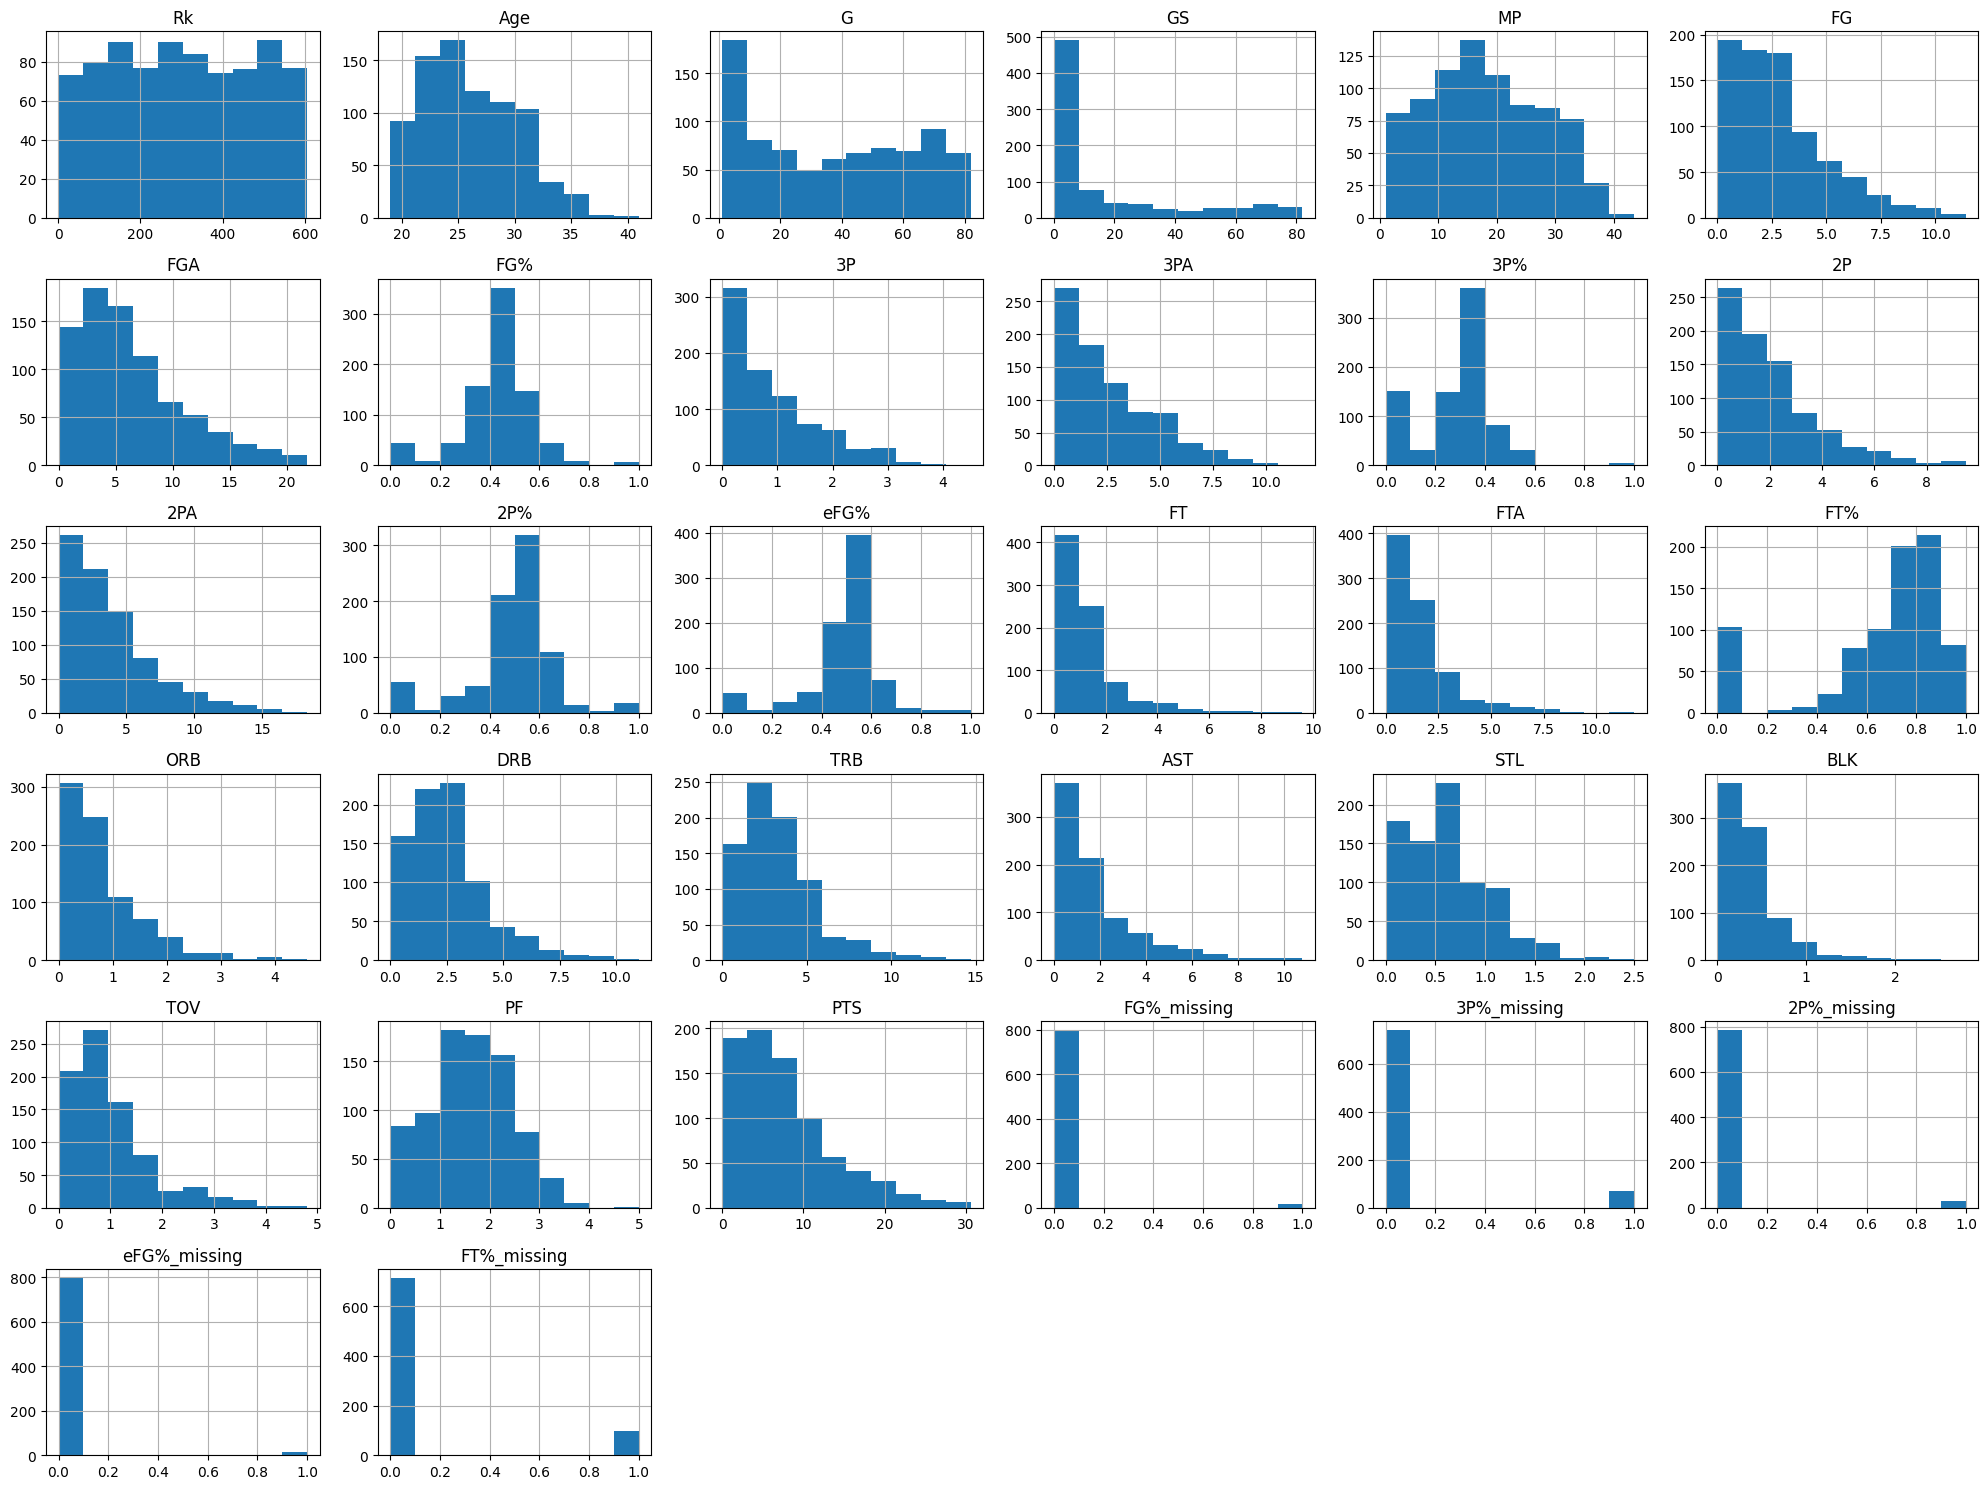 Rk Age G GS MP FG
80 60 40 20 0 150 100 50 0 150 100 50 0 500 400 300 200 100 0 125 100 75 50 25 0 200 150 100 50 0
0 200 400 600 20 25 30 35 40 0 20 40 60 80 0 20 40 60 80 0 10 20 30 40 0.0 2.5 5.0 7.5 10.0
FGA FG% 3P 3PA 3P% 2P
150 100 50 0 300 200 100 0 300 200 100 0 250 200 150 100 50 0 300 200 100 0 250 200 150 100 50 0
0 5 10 15 20 0.0 0.2 0.4 0.6 0.8 1.0 0 1 2 3 4 0.0 2.5 5.0 7.5 10.0 0.0 0.2 0.4 0.6 0.8 1.0 0 2 4 6 8
2PA 2P% eFG% FT FTA FT%
250 200 150 100 50 0 300 200 100 0 400 300 200 100 0 400 300 200 100 0 400 300 200 100 0 200 150 100 50 0
0 5 10 15 0.0 0.2 0.4 0.6 0.8 1.0 0.0 0.2 0.4 0.6 0.8 1.0 0 2 4 6 8 10 0.0 2.5 5.0 7.5 10.0 0.0 0.2 0.4 0.6 0.8 1.0
ORB DRB TRB AST STL BLK
300 200 100 0 200 150 100 50 0 250 200 150 100 50 0 300 200 100 0 200 150 100 50 0 300 200 100 0
0 1 2 3 4 0.0 2.5 5.0 7.5 10.0 0 5 10 15 0 2 4 6 8 10 0.0 0.5 1.0 1.5 2.0 2.5 0 1 2
TOV PF PTS FG%_missing 3P%_missing 2P%_missing
250 200 150 100 50 0 150 100 50 0 200 150 100 50 0 800 600 400 200 0 600 400 200 0 800 600 400 200 0
0 1 2 3 4 5 0 1 2 3 4 5 0 10 20 30 0.0 0.2 0.4 0.6 0.8 1.0 0.0 0.2 0.4 0.6 0.8 1.0 0.0 0.2 0.4 0.6 0.8 1.0
eFG%_missing FT%_missing
800 600 400 200 0 600 400 200 0
0.0 0.2 0.4 0.6 0.8 1.0 0.0 0.2 0.4 0.6 0.8 1.0